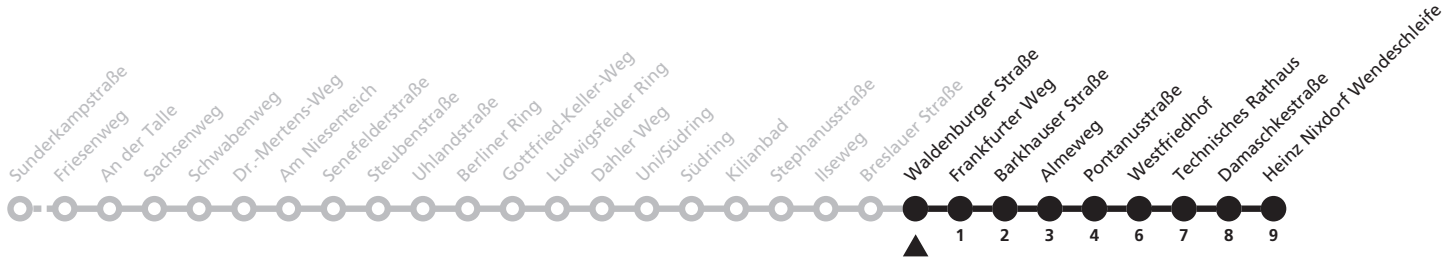 Sunderkampstraße
Friesenweg
An der Talle
Sachsenweg
Schwabenweg
Dr.-Mertens-Weg
Am Niesenteich
Senefelderstraße
Steubenstraße
Uhlandstraße
Berliner Ring
Gottfried-Keller-Weg
Ludwigsfelder Ring
Dahler Weg
Uni/Südring
Südring
Kilianbad
Stephanusstraße
Ilseweg
Breslauer Straße
Waldenburger Straße
Frankfurter Weg
Barkhauser Straße
Almeweg
Pontanusstraße
Westfriedhof
Technisches Rathaus
Damaschkestraße
Heinz Nixdorf Wendeschleife
1 2 3 4 6 7 8 9